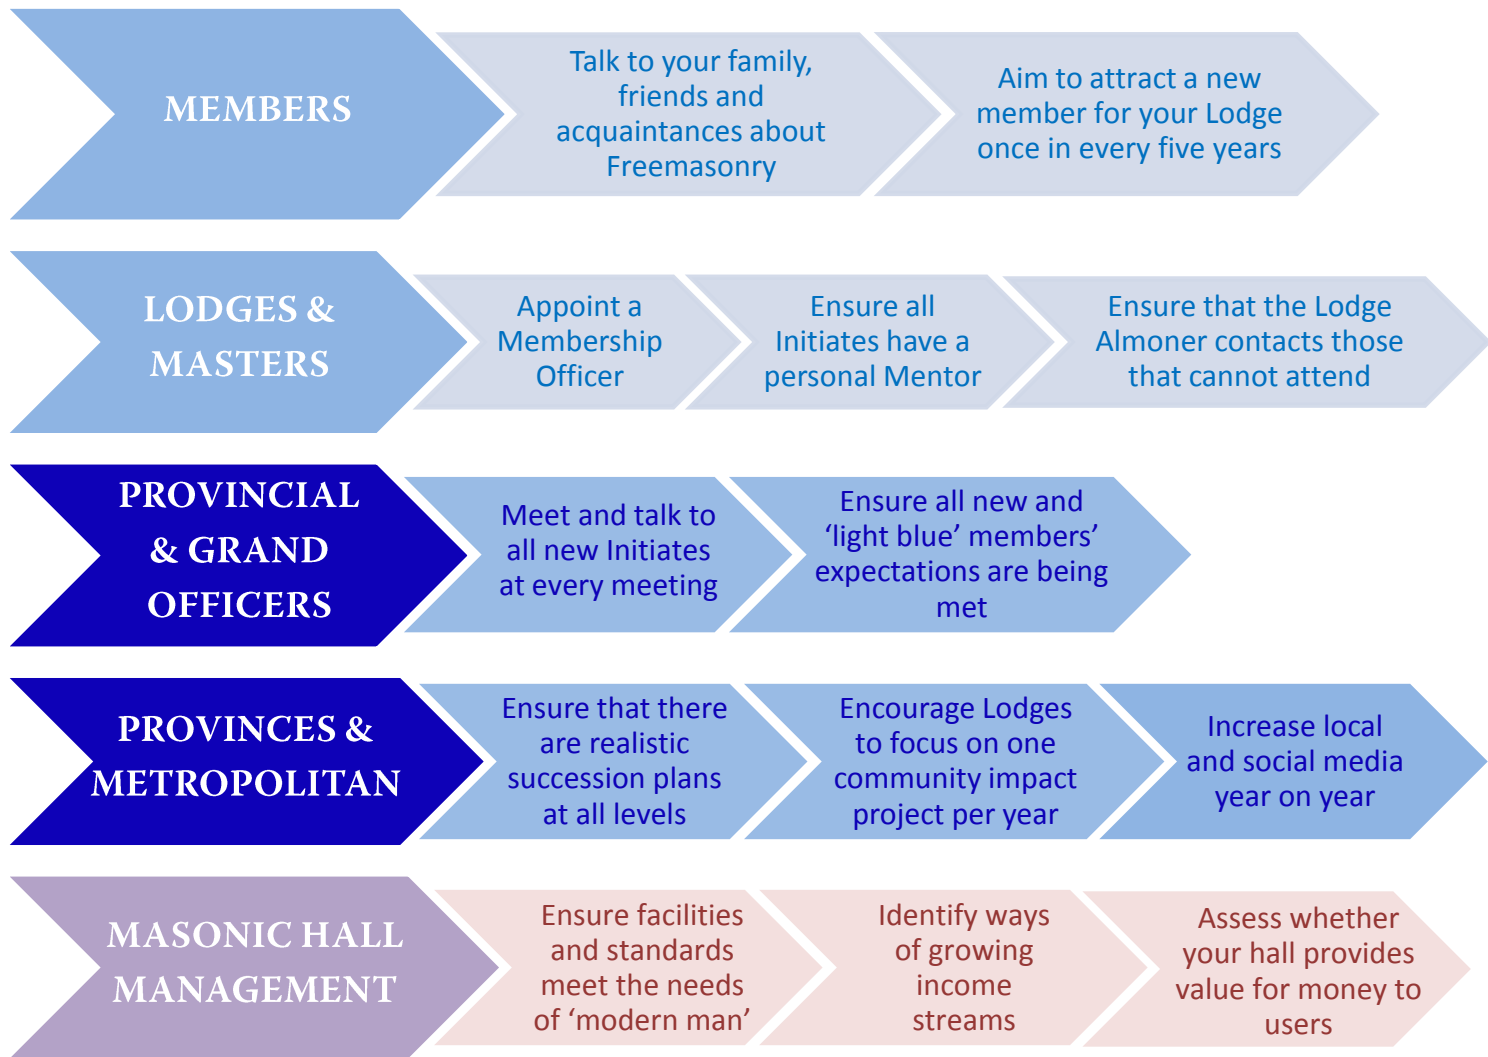 MEMBERS
Talk to your family,
friends and
acquaintances about
Freemasonry
Aim to attract a new
member for your Lodge
once in every five years
LODGES &
MASTERS
Appoint a
Membership
Officer
Ensure all
Initiates have a
personal Mentor
Ensure that the Lodge
Almoner contacts those
that cannot attend
PROVINCIAL
& GRAND
OFFICERS
Meet and talk to
all new Initiates
at every meeting
Ensure all new and
‘light blue’ members’
expectations are being
met
PROVINCES &
METROPOLITAN
Ensure that there
are realistic
succession plans
at all levels
Encourage Lodges
to focus on one
community impact
project per year
Increase local
and social media
year on year
MASONIC HALL
MANAGEMENT
Ensure facilities
and standards
meet the needs
of ‘modern man’
Identify ways
of growing
income
streams
Assess whether
your hall provides
value for money to
users